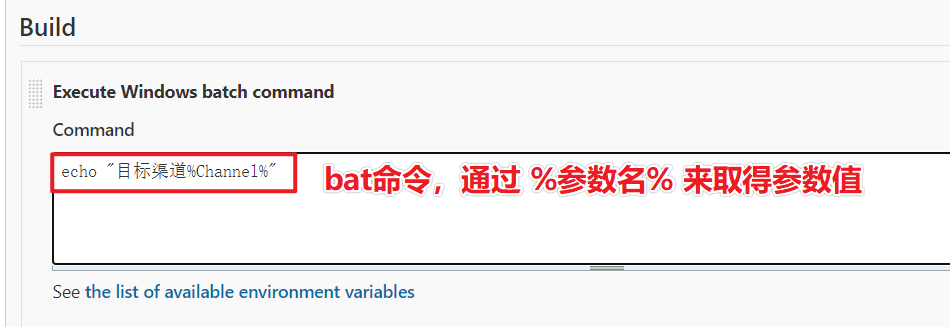 Build
Execute Windows batch command
Command
echo "目标渠道%Channel%"
bat命令，通过 %参数名% 来取得参数值
See the list of available environment variables